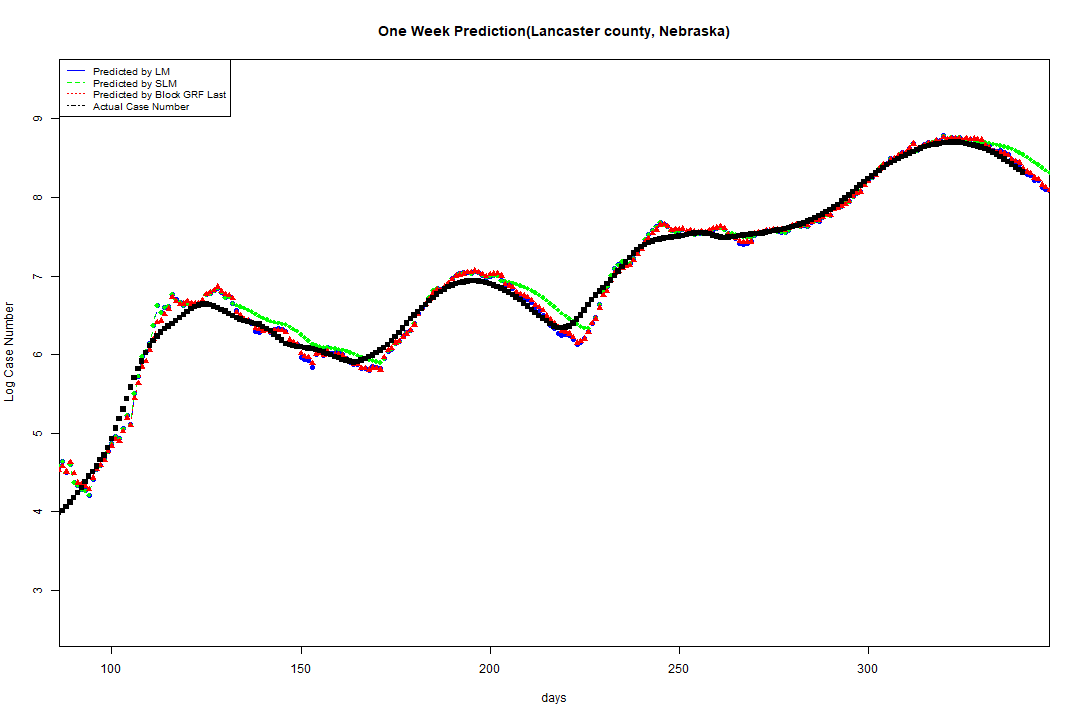 One Week Prediction(Lancaster county, Nebraska)
Predicted by LM
Predicted by SLM
Predicted by Block GRF Last
Actual Case Number
Log Case Number
9
8
7
6
5
4
3
100 150 200 250 300
days